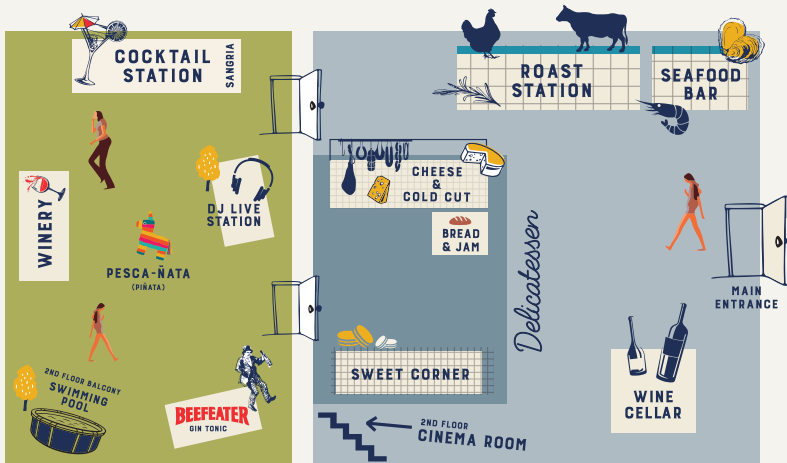 COCKTAIL
STATION
SANGRIA
ROAST
STATION
SEAFOOD
BAR
CHEESE
&
COLD CUT
BREAD
& JAM
WINERY
DJ LIVE
STATION
PESCA-ÑATA
(PIÑATA)
Delicatessen
MAIN
ENTRANCE
2ND FLOOR BALCONY
SWIMMING
POOL
BEEFEATER
GIN TONIC
SWEET CORNER
WINE
CELLAR
2ND FLOOR
CINEMA ROOM